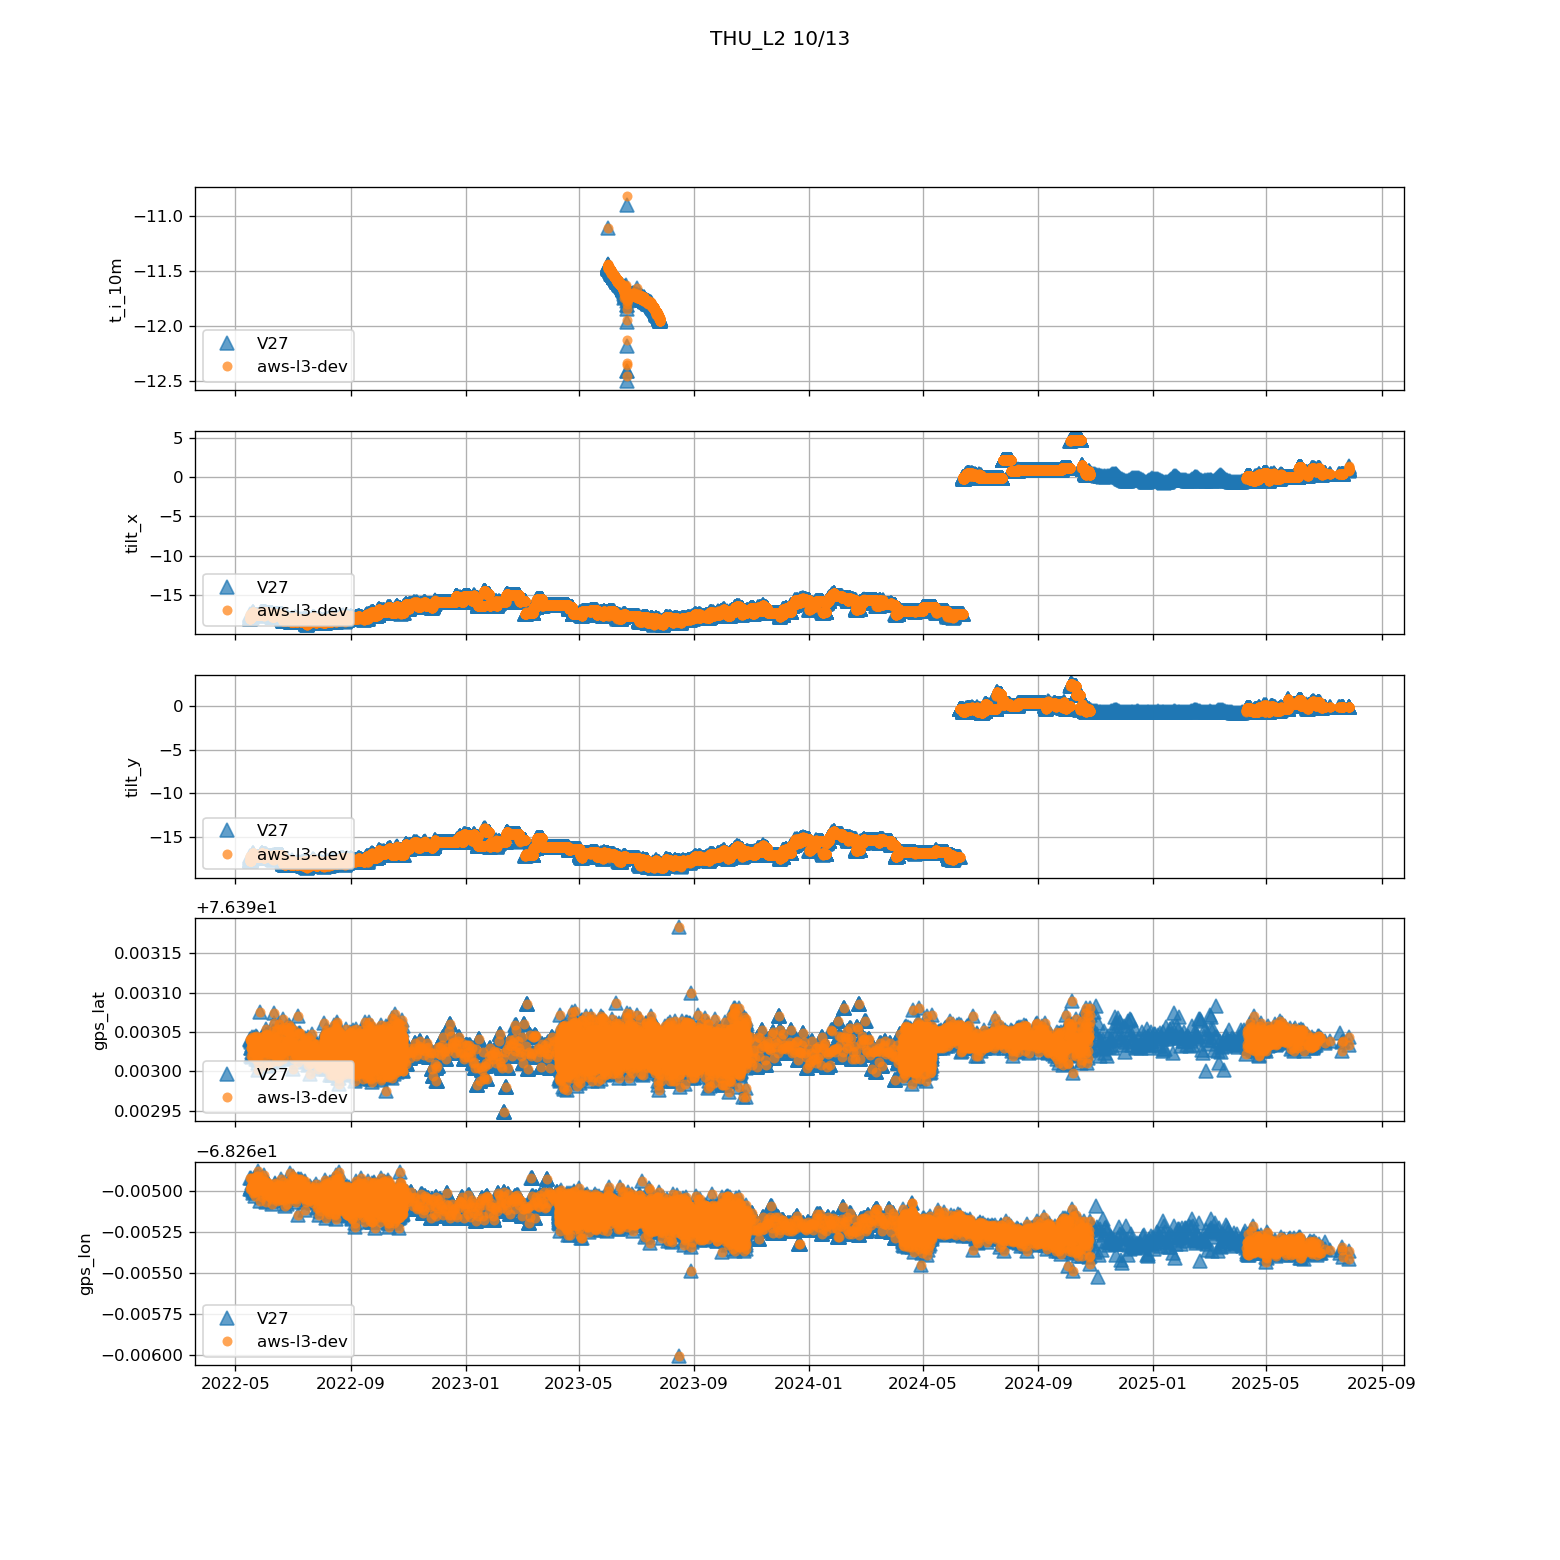 THU_L2 10/13
t_i_10m
−11.0
−11.5
−12.0
−12.5
V27
aws-l3-dev
tilt_x
5
0
−5
−10
−15
V27
aws-l3-dev
tilt_y
0
−5
−10
−15
V27
aws-l3-dev
+7.639e1
gps_lat
0.00315
0.00310
0.00305
0.00300
0.00295
V27
aws-l3-dev
−6.826e1
gps_lon
−0.00500
−0.00525
−0.00550
−0.00575
−0.00600
V27
aws-l3-dev
2022-05 2022-09 2023-01 2023-05 2023-09 2024-01 2024-05 2024-09 2025-01 2025-05 2025-09